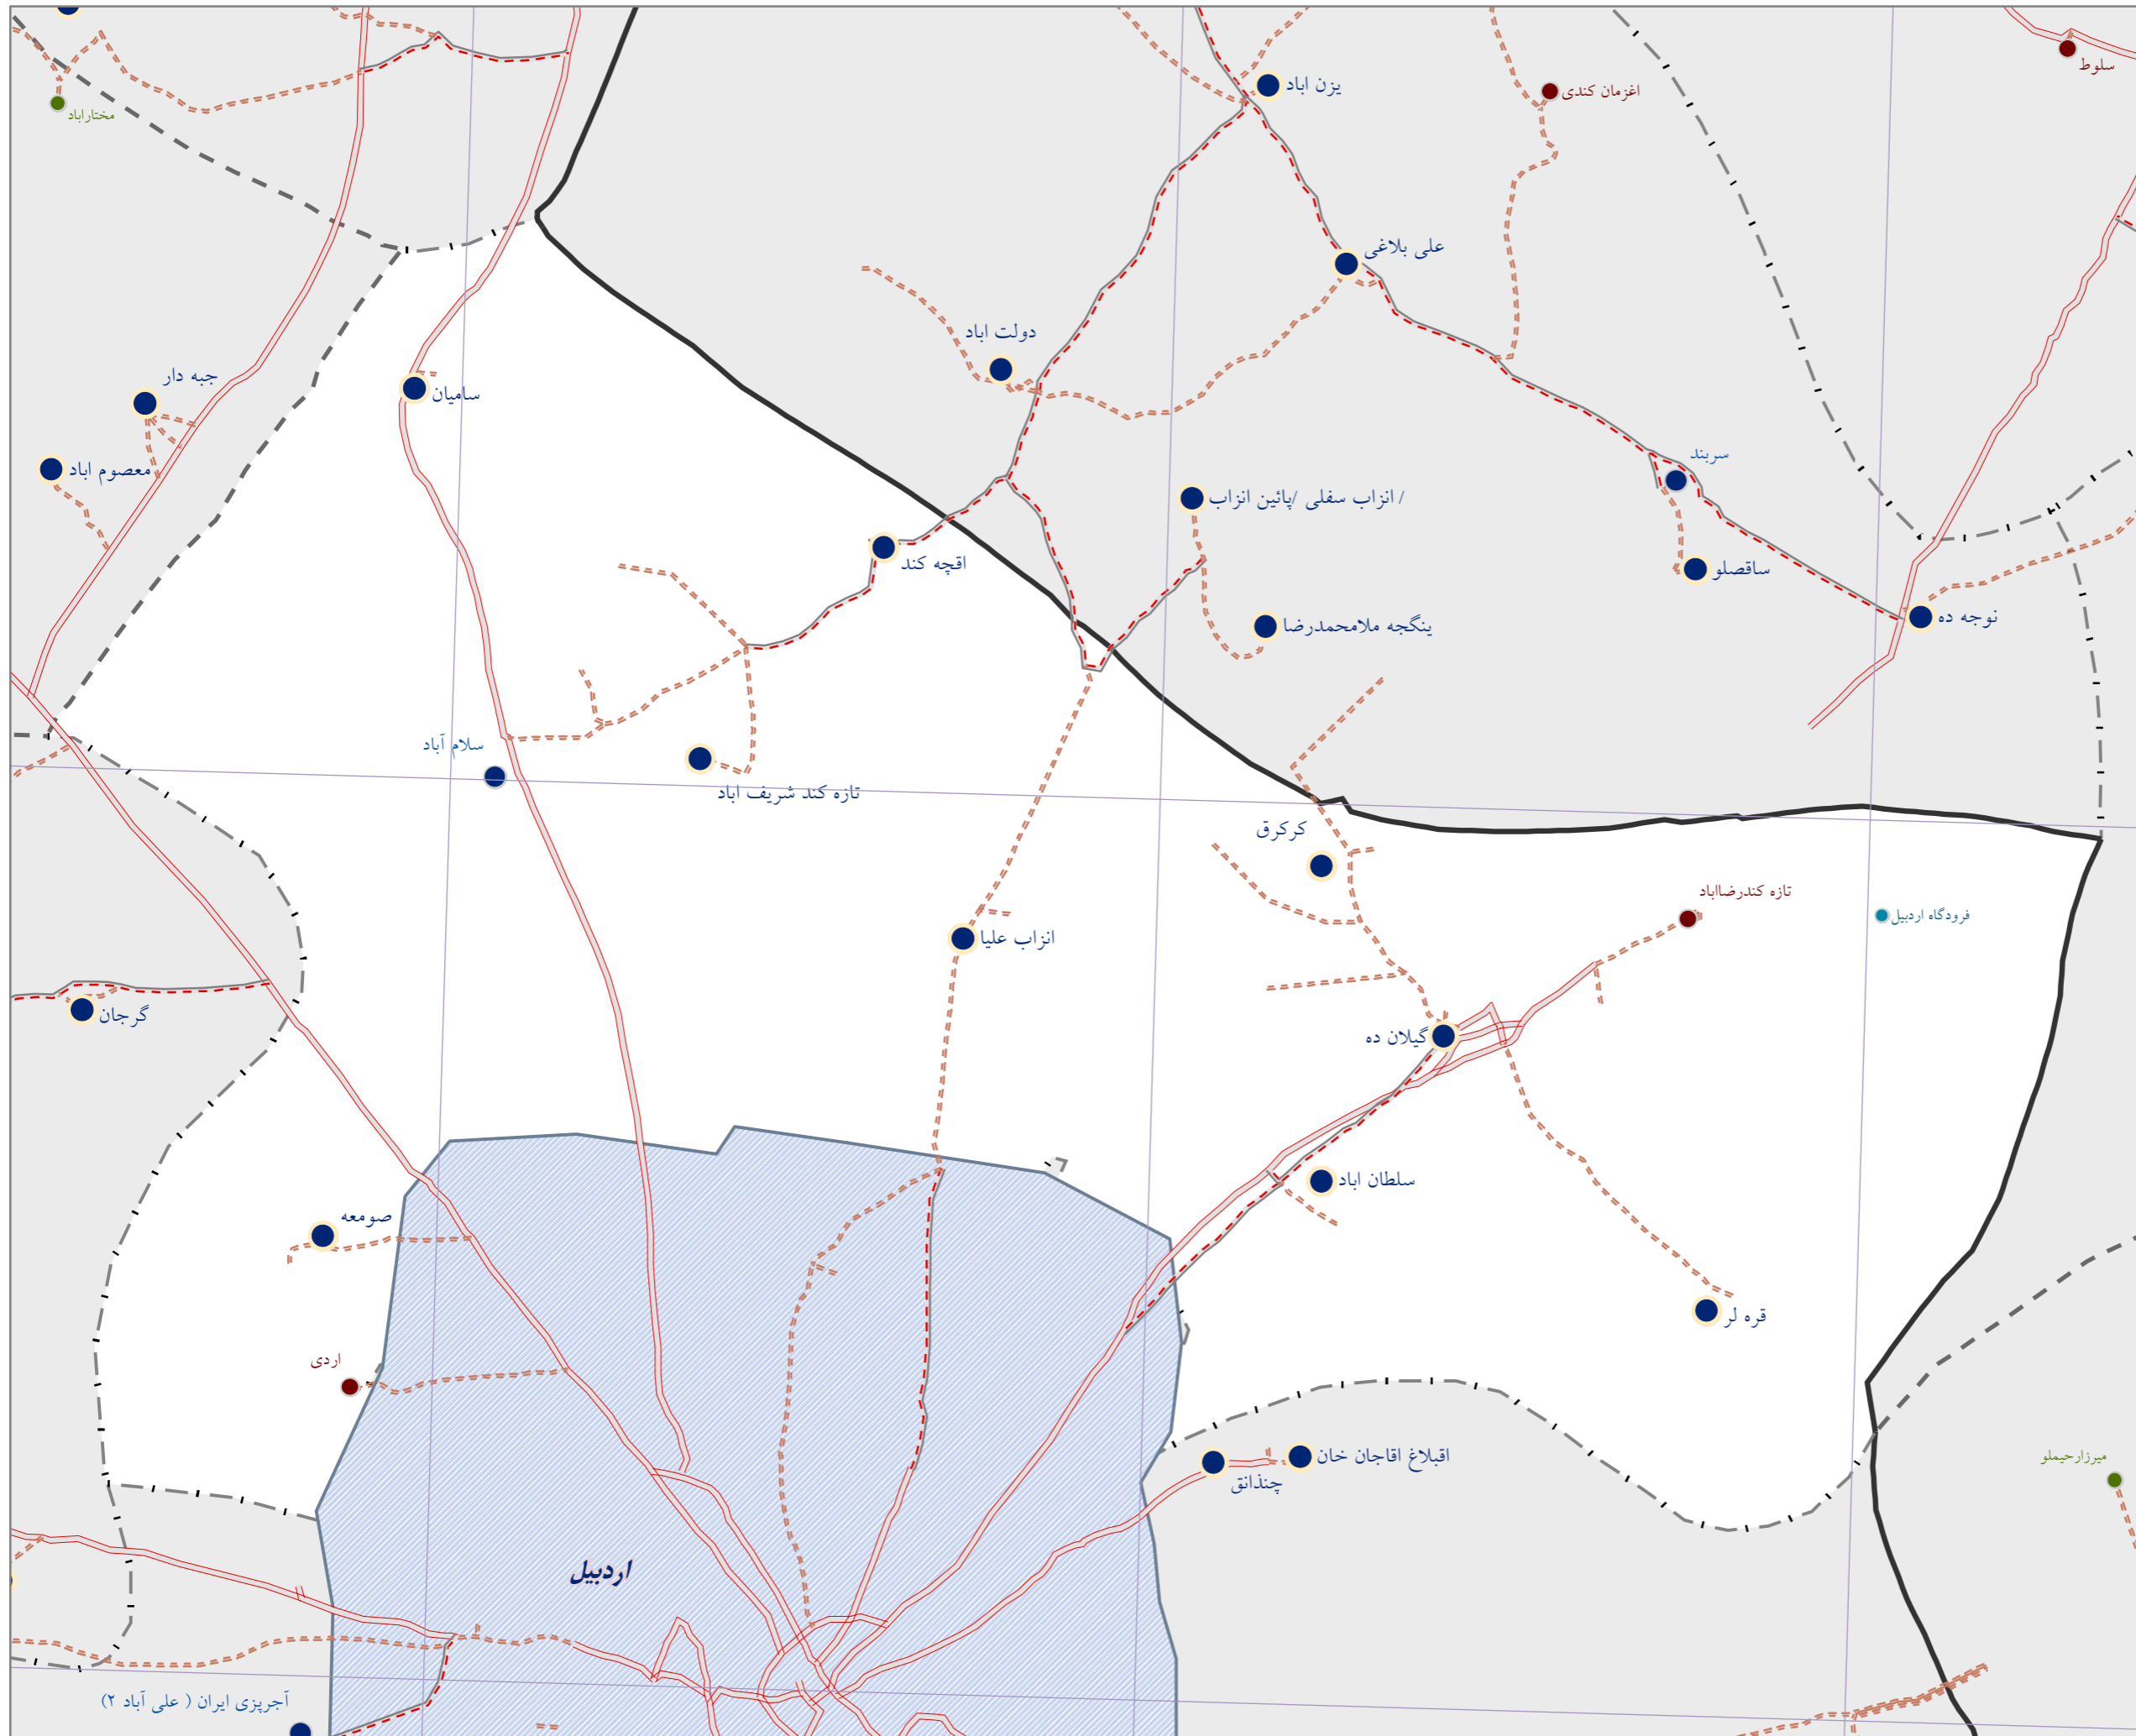 سلوط
یزن اباد
اغزمان کندی
مختاراباد
علی بلاغی
دولت اباد
جبه دار
سامیان
معصوم اباد
سربند
/ انزاب سفلی /پائین انزاب
اقچه کند
ساقصلو
نوجه ده
ینگجه ملامحمدرضا
سلام آباد
تازه کند شریف اباد
کرکرق
تازه کندرضااباد
فرودگاه اردبیل
انزاب علیا
گرجان
گیلان ده
سلطان اباد
صومعه
قره لر
اردی
اقبلاغ اقاجان خان
چنذانق
میرزارحیملو
اردبیل
آجرپزی ایران ( علی آباد ۲)